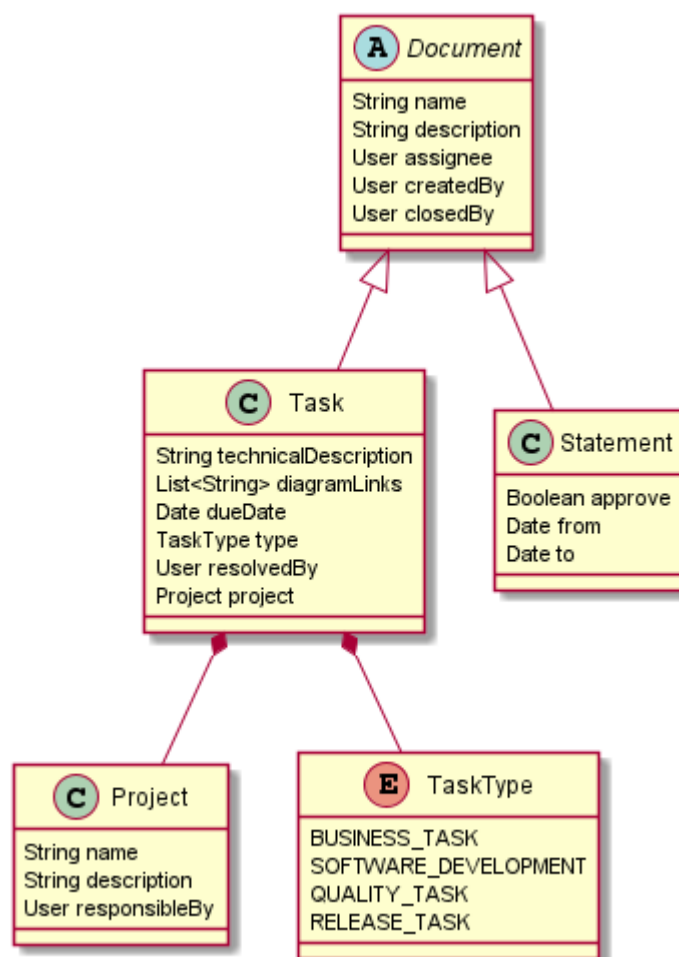 A Document
String name
String description
User assignee
User createdBy
User closedBy
C Task
String technicalDescription
List<String> diagramLinks
Date dueDate
TaskType type
User resolvedBy
Project project
C Statement
Boolean approve
Date from
Date to
C Project
String name
String description
User responsibleBy
E TaskType
BUSINESS_TASK
SOFTWARE_DEVELOPMENT
QUALITY_TASK
RELEASE_TASK